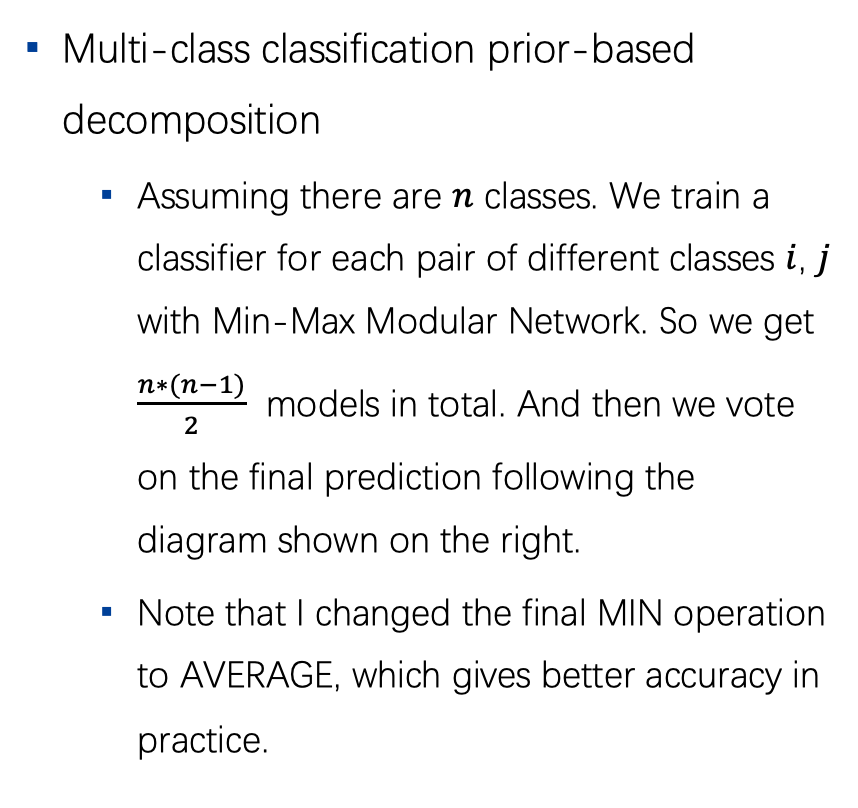 ▪ Multi-class classification prior-based
decomposition
▪ Assuming there are n classes. We train a
classifier for each pair of different classes i, j
with Min-Max Modular Network. So we get
n*(n−1)/2 models in total. And then we vote
on the final prediction following the
diagram shown on the right.
▪ Note that I changed the final MIN operation
to AVERAGE, which gives better accuracy in
practice.